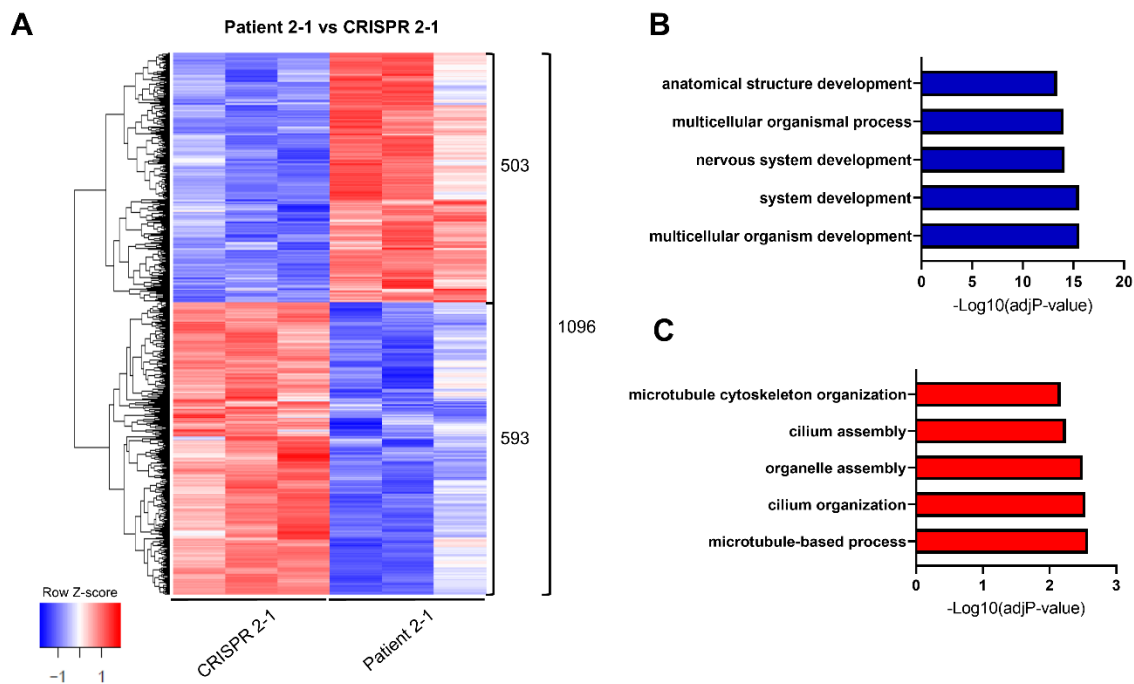 A
Patient 2-1 vs CRISPR 2-1
503
1096
593
Row Z-score
−1 1
CRISPR 2-1
Patient 2-1
B
anatomical structure development
multicellular organismal process
nervous system development
system development
multicellular organism development
0 5 10 15 20
-Log10(adjP-value)
C
microtubule cytoskeleton organization
cilium assembly
organelle assembly
cilium organization
microtubule-based process
0 1 2 3
-Log10(adjP-value)